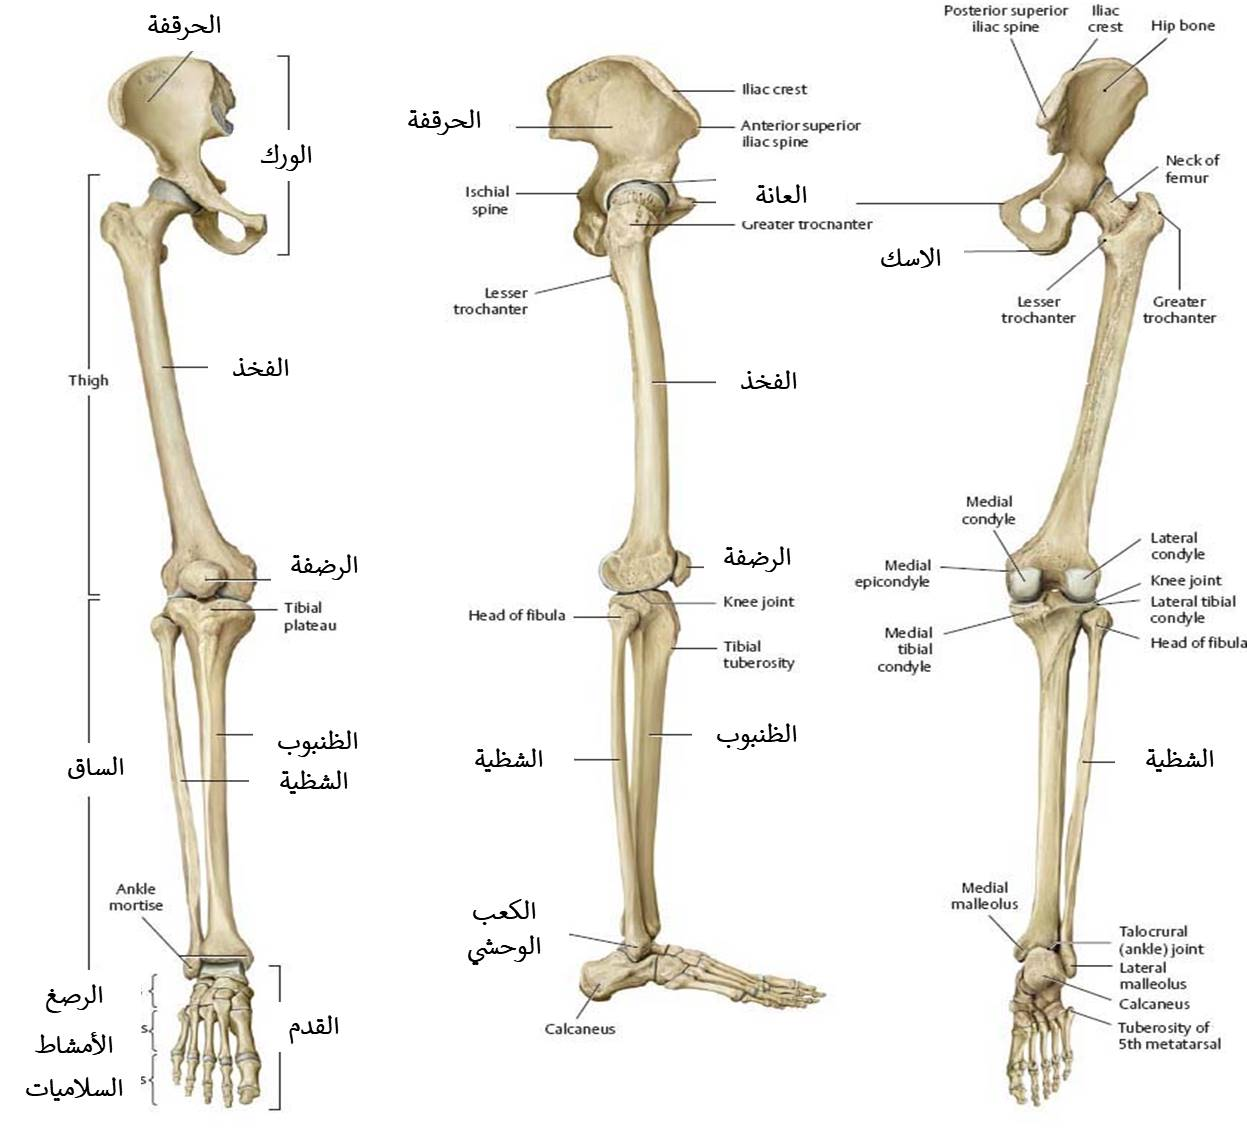 الحرقفة
الورك
Thigh
الفخذ
الرضفة
Tibial
plateau
الساق
الظنبوب
الشظية
Ankle
mortise
الرصغ
الأمشاط
السلاميات
القدم
الحرقفة
Iliac crest
Anterior superior
iliac spine
Ischial
spine
العانة
Greater trochanter
Lesser
trochanter
الفخذ
الرضفة
Knee joint
Head of fibula
Tibial
tuberosity
الظنبوب
الشظية
الكعب
الوحشي
Calcaneus
Posterior superior
iliac spine
Iliac
crest
Hip bone
Neck of
femur
الاسك
Lesser
trochanter
Greater
trochanter
Medial
condyle
Lateral
condyle
Medial
epicondyle
Knee joint
Lateral tibial
condyle
Medial
tibial
condyle
Head of fibula
الشظية
Medial
malleolus
Talocrural
(ankle) joint
Lateral
malleolus
Calcaneus
Tuberosity of
5th metatarsal